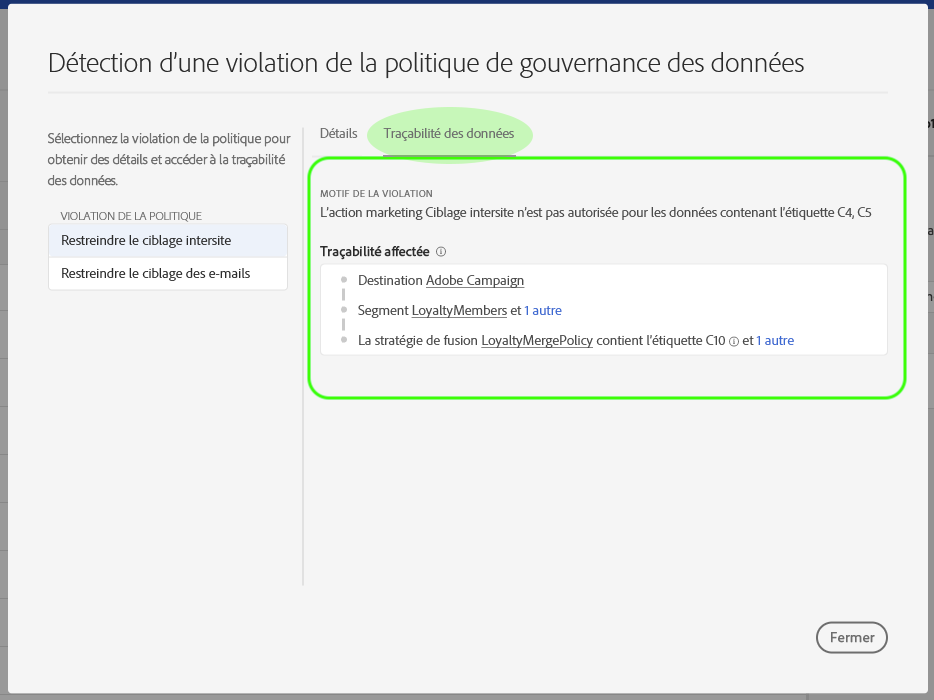 Détection d’une violation de la politique de gouvernance des données
Sélectionnez la violation de la politique pour
obtenir des détails et accéder à la traçabilité
des données.
VIOLATION DE LA POLITIQUE
Restreindre le ciblage intersite
Restreindre le ciblage des e-mails
Détails
Traçabilité des données
MOTIF DE LA VIOLATION
L’action marketing Ciblage intersite n’est pas autorisée pour les données contenant l’étiquette C4, C5
Traçabilité affectée
Destination Adobe Campaign
Segment LoyaltyMembers et 1 autre
La stratégie de fusion LoyaltyMergePolicy contient l’étiquette C10 et 1 autre
Fermer